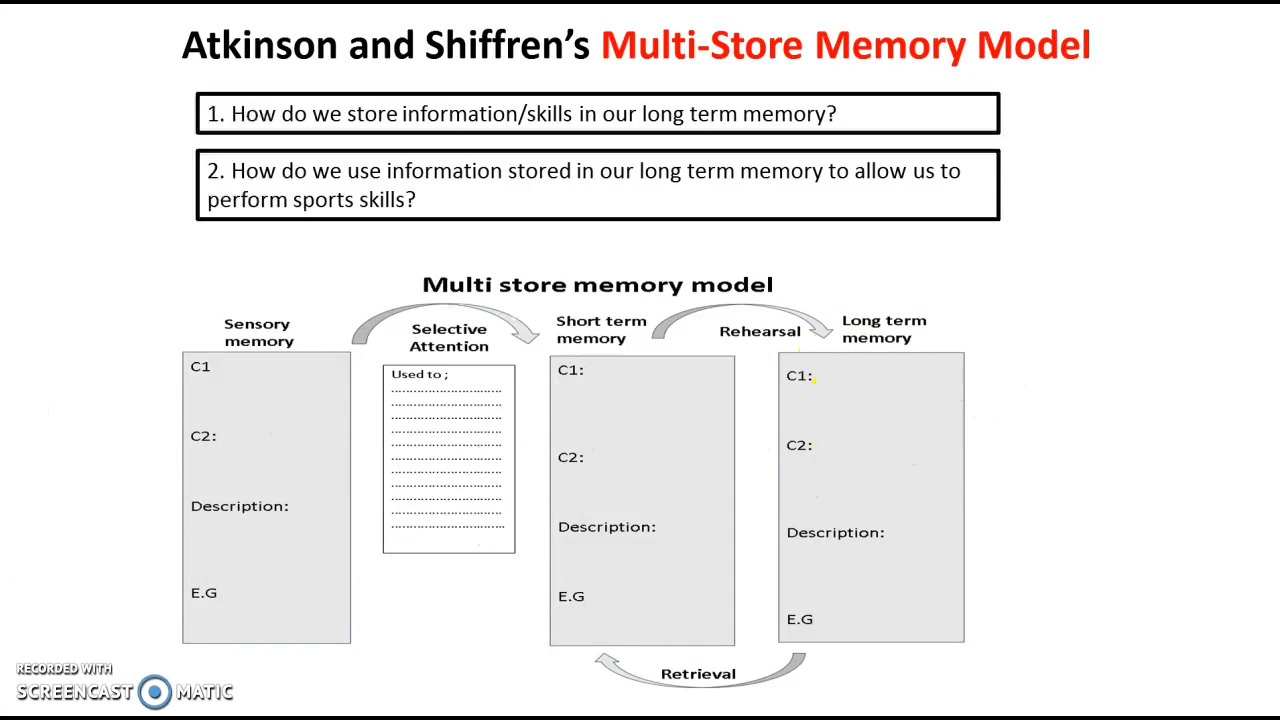 Atkinson and Shiffren's Multi-Store Memory Model
1. How do we store information/skills in our long term memory?
2. How do we use information stored in our long term memory to allow us to
perform sports skills?
Multi store memory model
Sensory
memory
C1
C2:
Description:
E.G
Selective
Attention
Used to ;
Short term
memory
C1:
C2:
Description:
E.G
Rehearsal
Long term
memory
C1:
C2:
Description:
E.G
Retrieval
RECORDED WITH
SCREENCAST MATIC